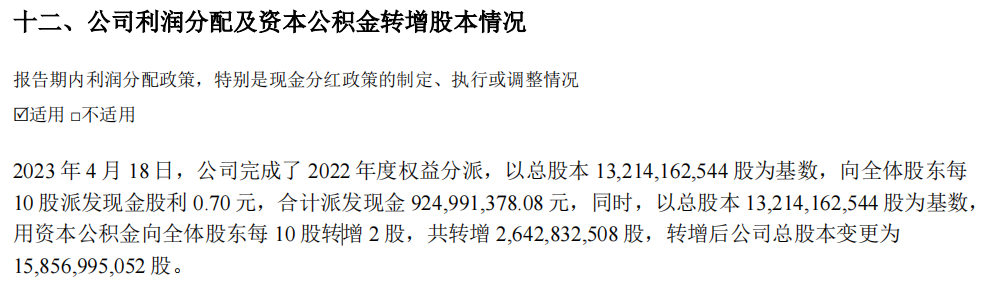 十二、公司利润分配及资本公积金转增股本情况
报告期内利润分配政策，特别是现金分红政策的制定、执行或调整情况
☑适用 □不适用
2023 年 4 月 18 日，公司完成了 2022 年度权益分派，以总股本 13,214,162,544 股为基数，向全体股东每
10 股派发现金股利 0.70 元，合计派发现金 924,991,378.08 元，同时，以总股本 13,214,162,544 股为基数，
用资本公积金向全体股东每 10 股转增 2 股，共转增 2,642,832,508 股，转增后公司总股本变更为
15,856,995,052 股。